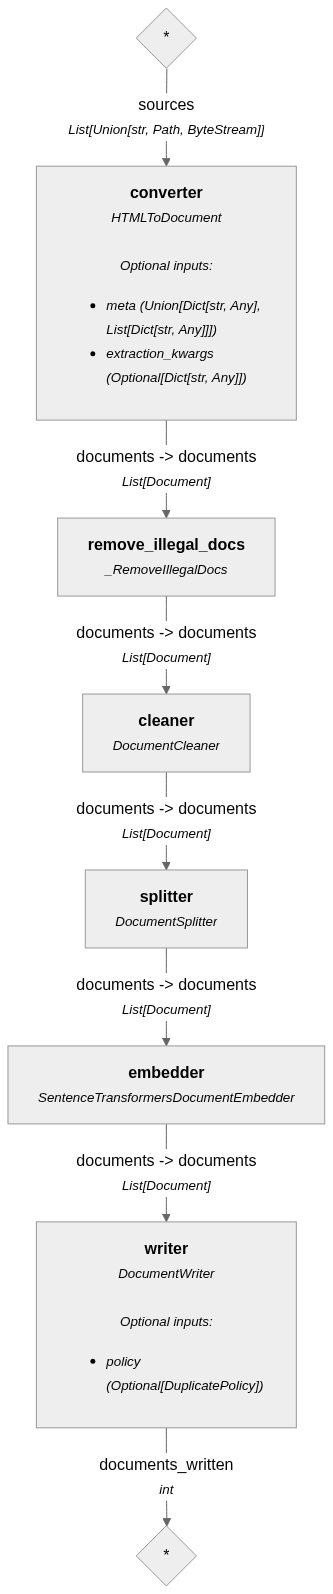 *
sources
List[Union[str, Path, ByteStream]]
converter
HTMLToDocument
Optional inputs:
• meta (Union[Dict[str, Any],
List[Dict[str, Any]]])
• extraction_kwargs
(Optional[Dict[str, Any]])
documents -> documents
List[Document]
remove_illegal_docs
_RemoveIllegalDocs
documents -> documents
List[Document]
cleaner
DocumentCleaner
documents -> documents
List[Document]
splitter
DocumentSplitter
documents -> documents
List[Document]
embedder
SentenceTransformersDocumentEmbedder
documents -> documents
List[Document]
writer
DocumentWriter
Optional inputs:
• policy
(Optional[DuplicatePolicy])
documents_written
int
*